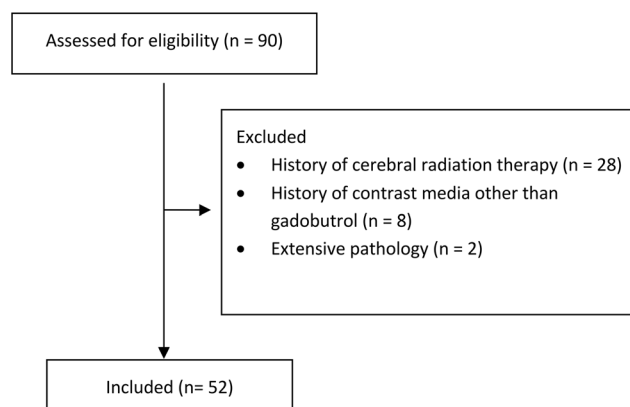 Assessed for eligibility (n = 90)
Excluded
• History of cerebral radiation therapy (n = 28)
• History of contrast media other than
gadobutrol (n = 8)
• Extensive pathology (n = 2)
Included (n= 52)